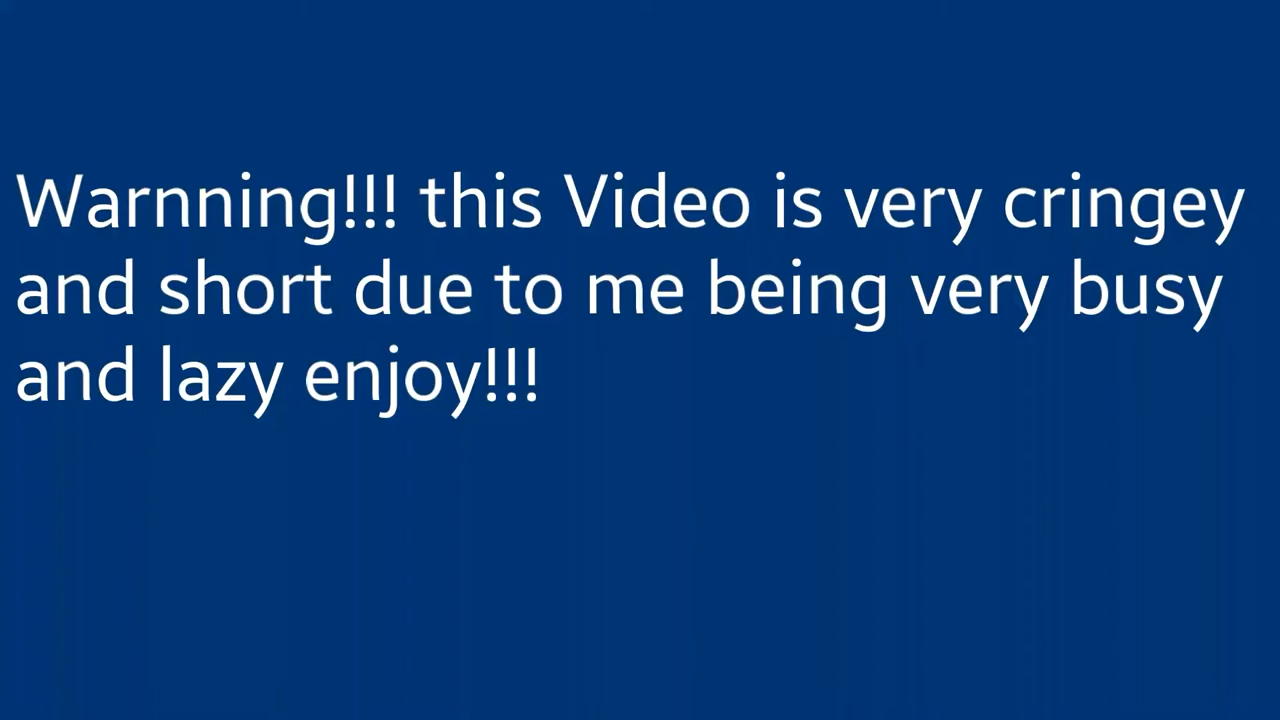 Warnning!!! this Video is very cringey
and short due to me being very busy
and lazy enjoy!!!